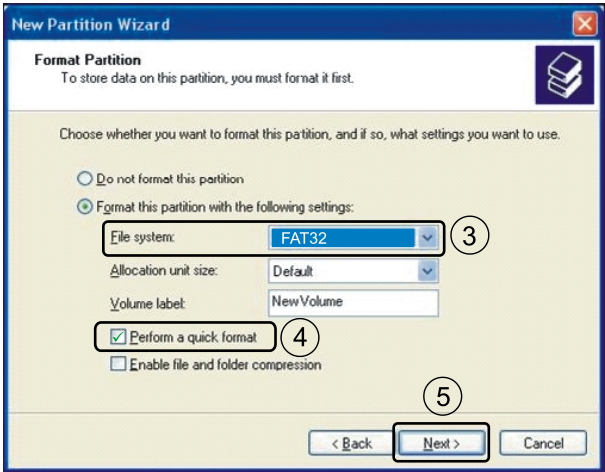 New Partition Wizard
Format Partition
To store data on this partition, you must format it first.
Choose whether you want to format this partition, and if so, what settings you want to use.
Do not format this partition
Format this partition with the following settings:
File system: FAT32 3
Allocation unit size: Default
Volume label: New Volume
Perform a quick format 4
Enable file and folder compression
5
< Back Next > Cancel